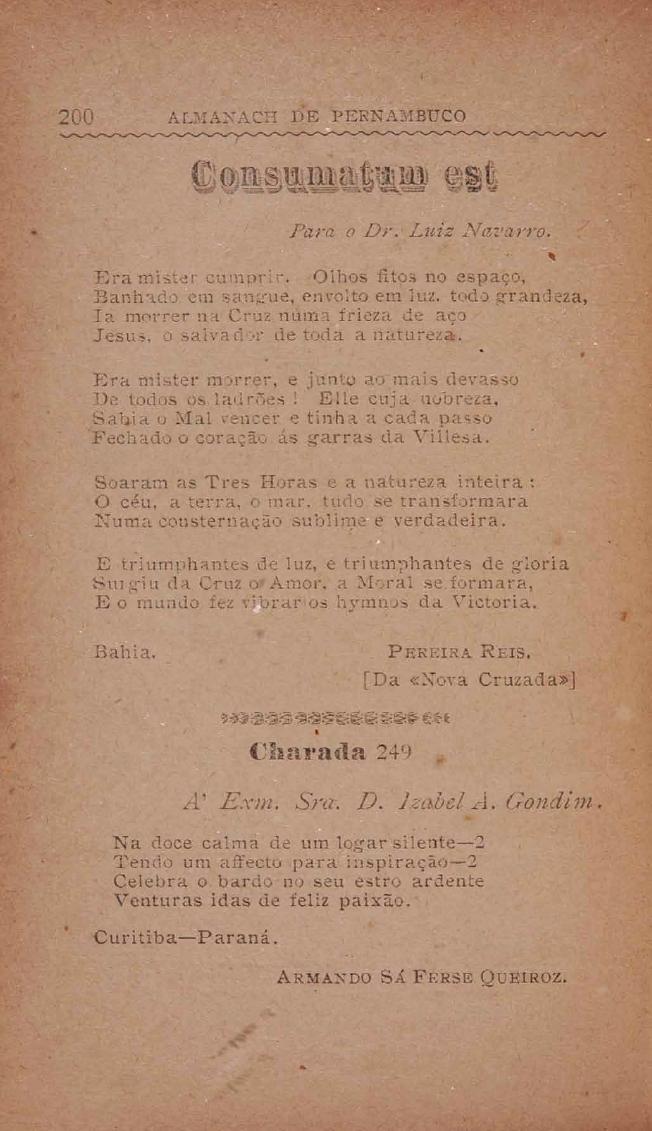 200 ALMANACH DE PERNAMBUCO
Consumatum est
Para o Dr. Luiz Navarro.
Era mister cumprir. Olhos fitos no espaço,
Banhado em sangue, envolto em luz, todo grandeza,
Ia morrer na Cruz numa frieza de aço
Jesus, o salvador de toda a natureza.
Era mister morrer, e junto ao mais devasso
De todos os ladrões ! Elle cuja nobreza,
Sabia o Mal vencer e tinha a cada passo
Fechado o coração ás garras da Villesa.
Soaram as Tres Horas e a natureza inteira :
O céu, a terra, o mar, tudo se transformara
Numa consternação sublime e verdadeira.
E triumphantes de luz, e triumphantes de gloria
Surgiu da Cruz o Amor, a Moral se formara,
E o mundo fez vibrar os hymnos da Victoria.
Bahia. PEREIRA REIS.
[Da «Nova Cruzada»]
Charada 249
A' Exm. Sra. D. Izabel A. Gondim.
Na doce calma de um logar silente—2
Tendo um affecto para inspiração—2
Celebra o bardo no seu estro ardente
Venturas idas de feliz paixão.
Curitiba—Paraná.
ARMANDO SÁ FERSE QUEIROZ.